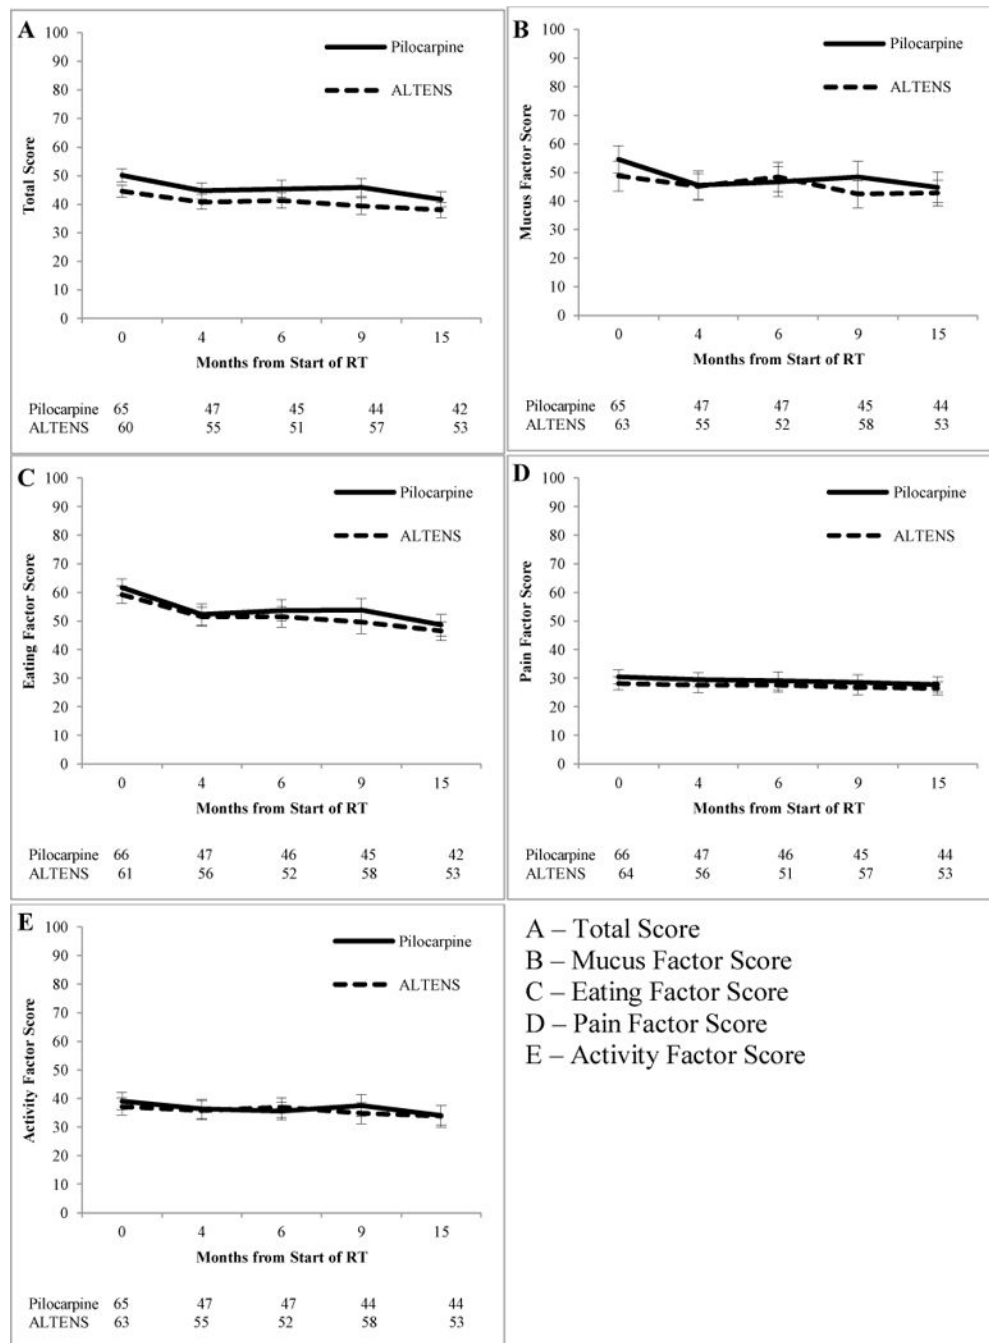 A
Pilocarpine
ALTENS
Total Score
100
90
80
70
60
50
40
30
20
10
0
0 4 6 9 15
Months from Start of RT
Pilocarpine 65 47 45 44 42
ALTENS 60 55 51 57 53
B
Pilocarpine
ALTENS
Mucus Factor Score
100
90
80
70
60
50
40
30
20
10
0
0 4 6 9 15
Months from Start of RT
Pilocarpine 65 47 47 45 44
ALTENS 63 55 52 58 53
C
Pilocarpine
ALTENS
Eating Factor Score
100
90
80
70
60
50
40
30
20
10
0
0 4 6 9 15
Months from Start of RT
Pilocarpine 66 47 46 45 42
ALTENS 61 56 52 58 53
D
Pilocarpine
ALTENS
Pain Factor Score
100
90
80
70
60
50
40
30
20
10
0
0 4 6 9 15
Months from Start of RT
Pilocarpine 66 47 46 45 44
ALTENS 64 56 51 57 53
E
Pilocarpine
ALTENS
Activity Factor Score
100
90
80
70
60
50
40
30
20
10
0
0 4 6 9 15
Months from Start of RT
Pilocarpine 65 47 47 44 44
ALTENS 63 55 52 58 53
A – Total Score
B – Mucus Factor Score
C – Eating Factor Score
D – Pain Factor Score
E – Activity Factor Score